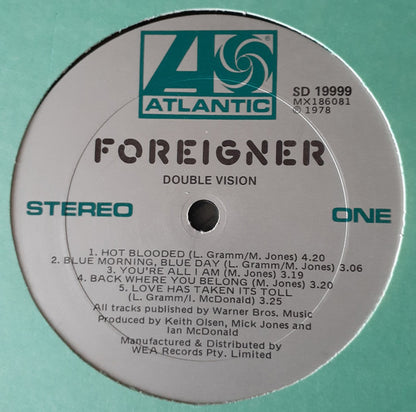 ATLANTIC
SD 19999
MX186081
© 1978
FOREIGNER
DOUBLE VISION
STEREO
ONE
1. HOT BLOODED (L. Gramm/M. Jones) 4.20
2. BLUE MORNING, BLUE DAY (L. Gramm/M. Jones) 3.06
3. YOU'RE ALL I AM (M. Jones) 3.19
4. BACK WHERE YOU BELONG (M. Jones) 3.20
5. LOVE HAS TAKEN ITS TOLL
(L. Gramm/I. McDonald) 3.25
All tracks published by Warner Bros. Music
Produced by Keith Olsen, Mick Jones and
Ian McDonald
Manufactured & Distributed by
WEA Records Pty. Limited